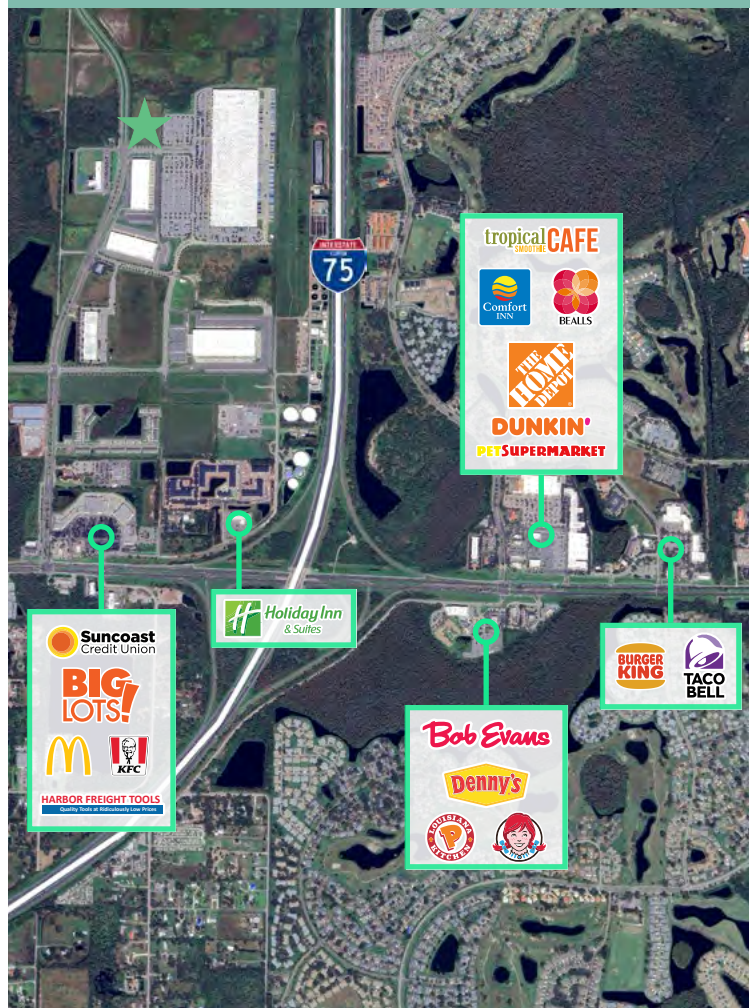 INTERSTATE
75
tropical CAFE
SMOOTHIE
Comfort
INN
BEALLS
THE
HOME
DEPOT
DUNKIN'
PETSUPERMARKET
Holiday Inn
& Suites
Suncoast
Credit Union
BIG
LOTS!
KFC
HARBOR FREIGHT TOOLS
Quality Tools at Ridiculously Low Prices
BURGER
KING
TACO
BELL
Bob Evans
Denny's
LOUISIANA
P
KITCHEN